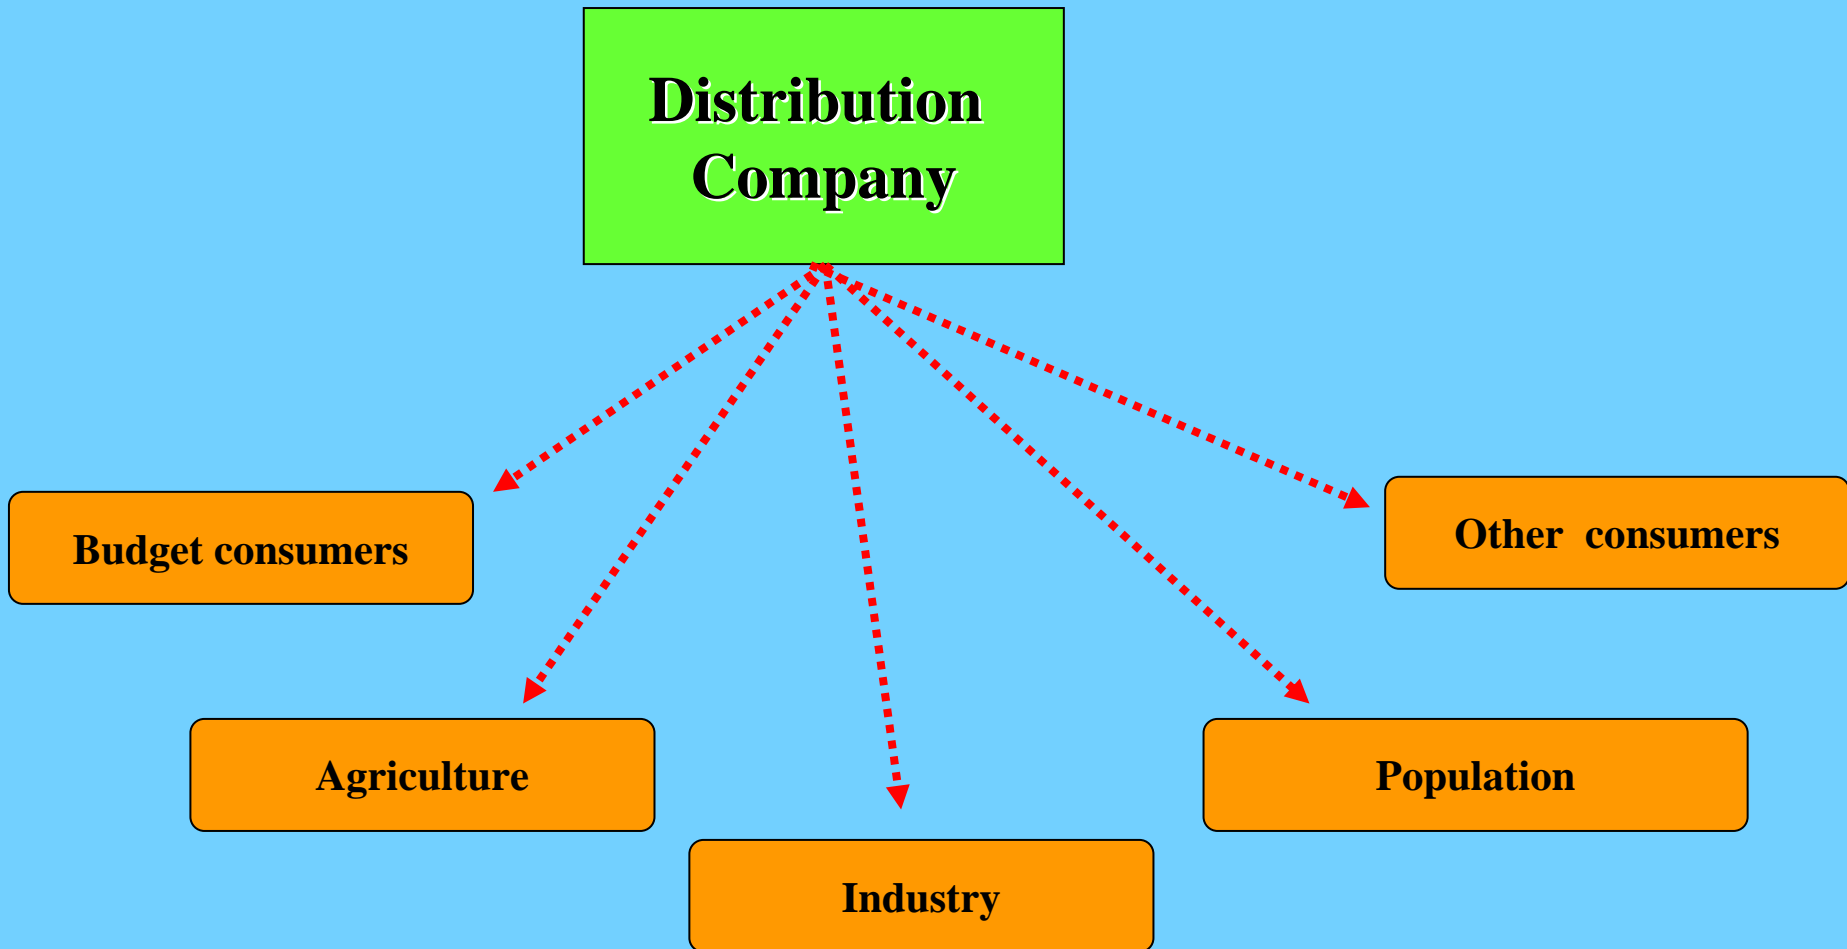 Distribution
Company
Budget consumers
Other  consumers
Agriculture
Population
Industry